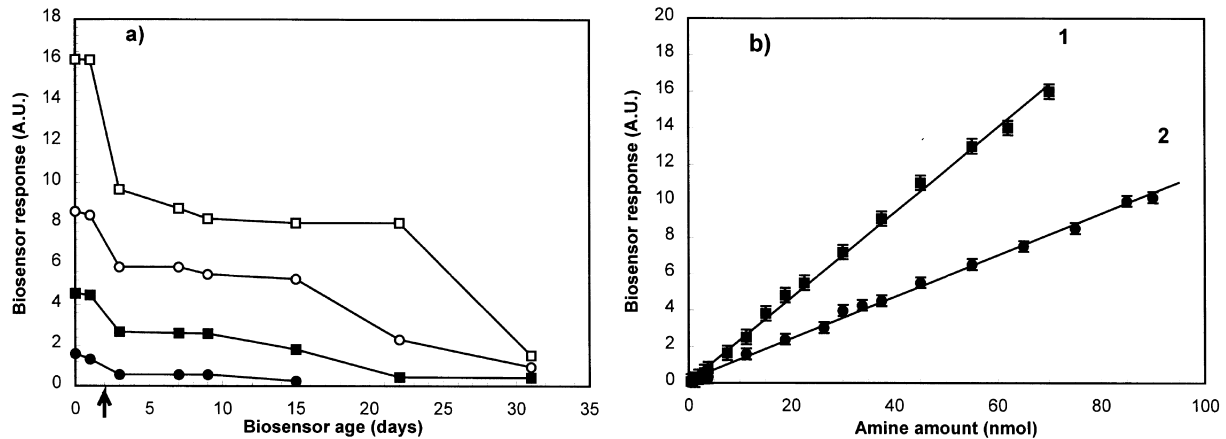 a)
18
16
14
12
10
8
6
4
2
0
Biosensor response (A.U.)
0 5 10 15 20 25 30 35
Biosensor age (days)
b)
1
2
20
18
16
14
12
10
8
6
4
2
0
Biosensor response (A.U.)
0 20 40 60 80 100
Amine amount (nmol)